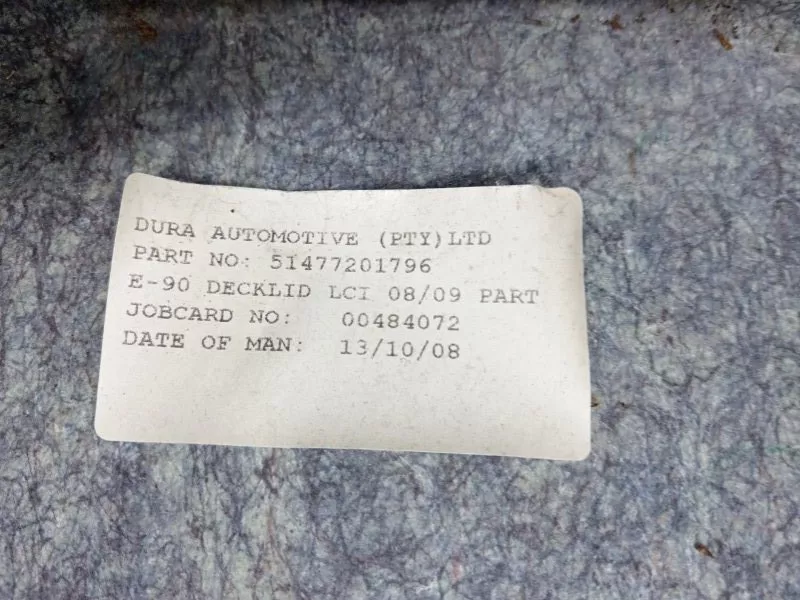 DURA AUTOMOTIVE (PTY)LTD
PART NO: 51477201796
E-90 DECKLID LCI 08/09 PART
JOBCARD NO: 00484072
DATE OF MAN: 13/10/08